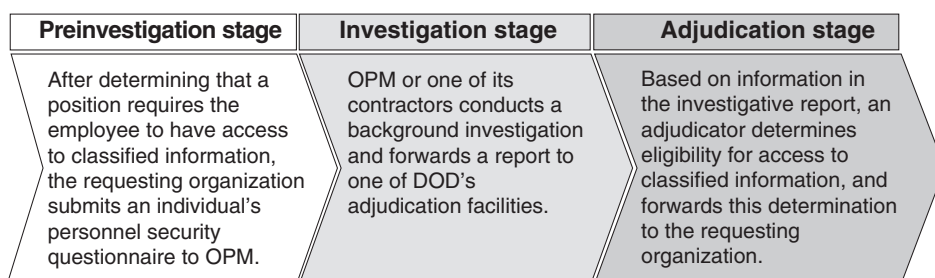 Preinvestigation stage
After determining that a
position requires the
employee to have access
to classified information,
the requesting organization
submits an individual's
personnel security
questionnaire to OPM.
Investigation stage
OPM or one of its
contractors conducts a
background investigation
and forwards a report to
one of DOD's
adjudication facilities.
Adjudication stage
Based on information in
the investigative report, an
adjudicator determines
eligibility for access to
classified information, and
forwards this determination
to the requesting
organization.